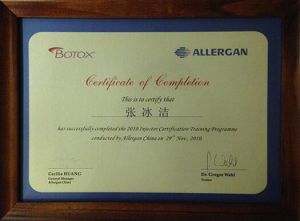 BOTOX
ALLERGAN
Certificate of Completion
This is to certify that
张冰洁
has successfully completed the 2010 Injector Certification Training Programme
conducted by Allergan China on 29th Nov., 2010
Cecilia HUANG
General Manager
Allergan China
Dr. Gregor Wahl
Trainer